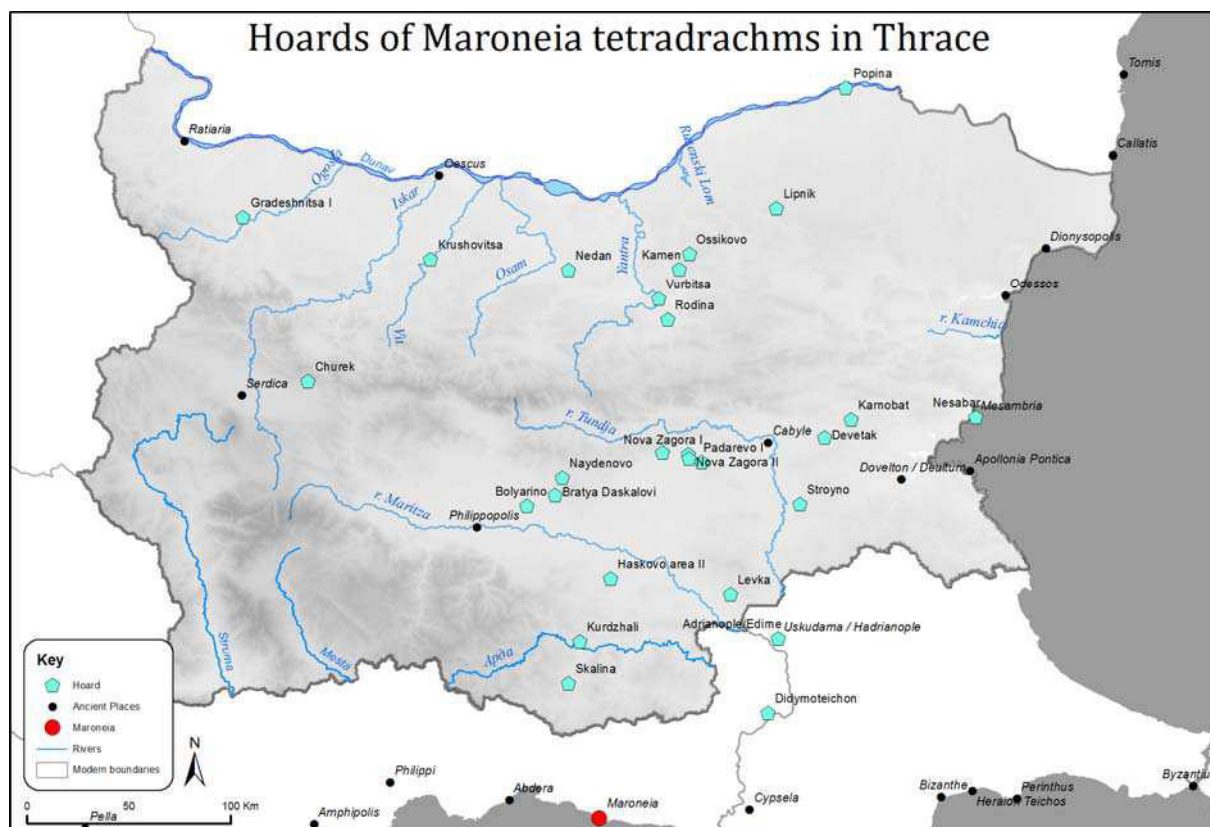 Hoards of Maroneia tetradrachms in Thrace
Popina
Tomis
Ratiaria
Callatis
Ogosta
Dunav
Oescus
Rusenski Lom
Iskar
Lipnik
Gradeshnitsa I
Krushovitsa
Nedan
Osam
Yantra
Kamen
Ossikovo
Dionysopolis
Vurbitsa
Odessos
Rodina
r. Kamchia
Vit
Churek
Serdica
r. Tundja
Karnobat
Nesabar
Mesambria
Nova Zagora I
Padarevo I
Cabyle
Devetak
Nova Zagora II
Naydenovo
Dovelton / Deultum
Apollonia Pontica
Bolyarino
Bratya Daskalovi
r. Maritza
Philippopolis
Stroyno
Haskovo area II
Levka
Adrianople/Edirne
Uskudama / Hadrianople
Kurdzhali
Арда
Struma
Mesta
Skalina
Didymoteichon
Key
Hoard
Ancient Places
Maroneia
Rivers
Modern boundaries
N
0 50 100 Km
Philippi
Abdera
Maroneia
Cypsela
Bizanthe
Perinthus
Heraion Teichos
Byzantiu
Amphipolis
Pella